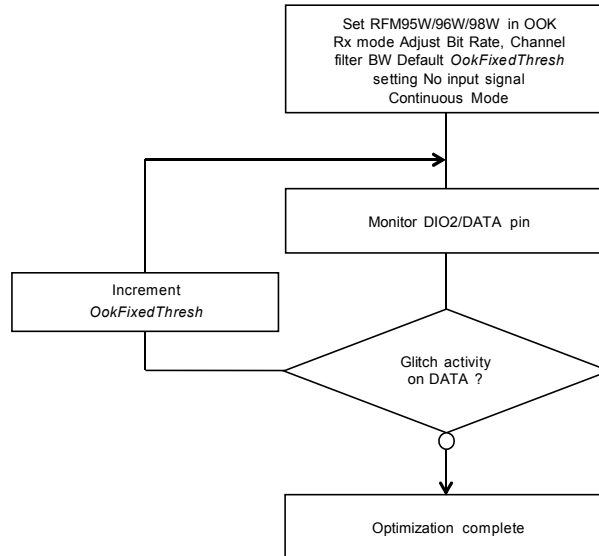 Set RFM95W/96W/98W in OOK
Rx mode Adjust Bit Rate, Channel
filter BW Default OokFixedThresh
setting No input signal
Continuous Mode
Monitor DIO2/DATA pin
Increment
OokFixedThresh
Glitch activity
on DATA ?
Optimization complete